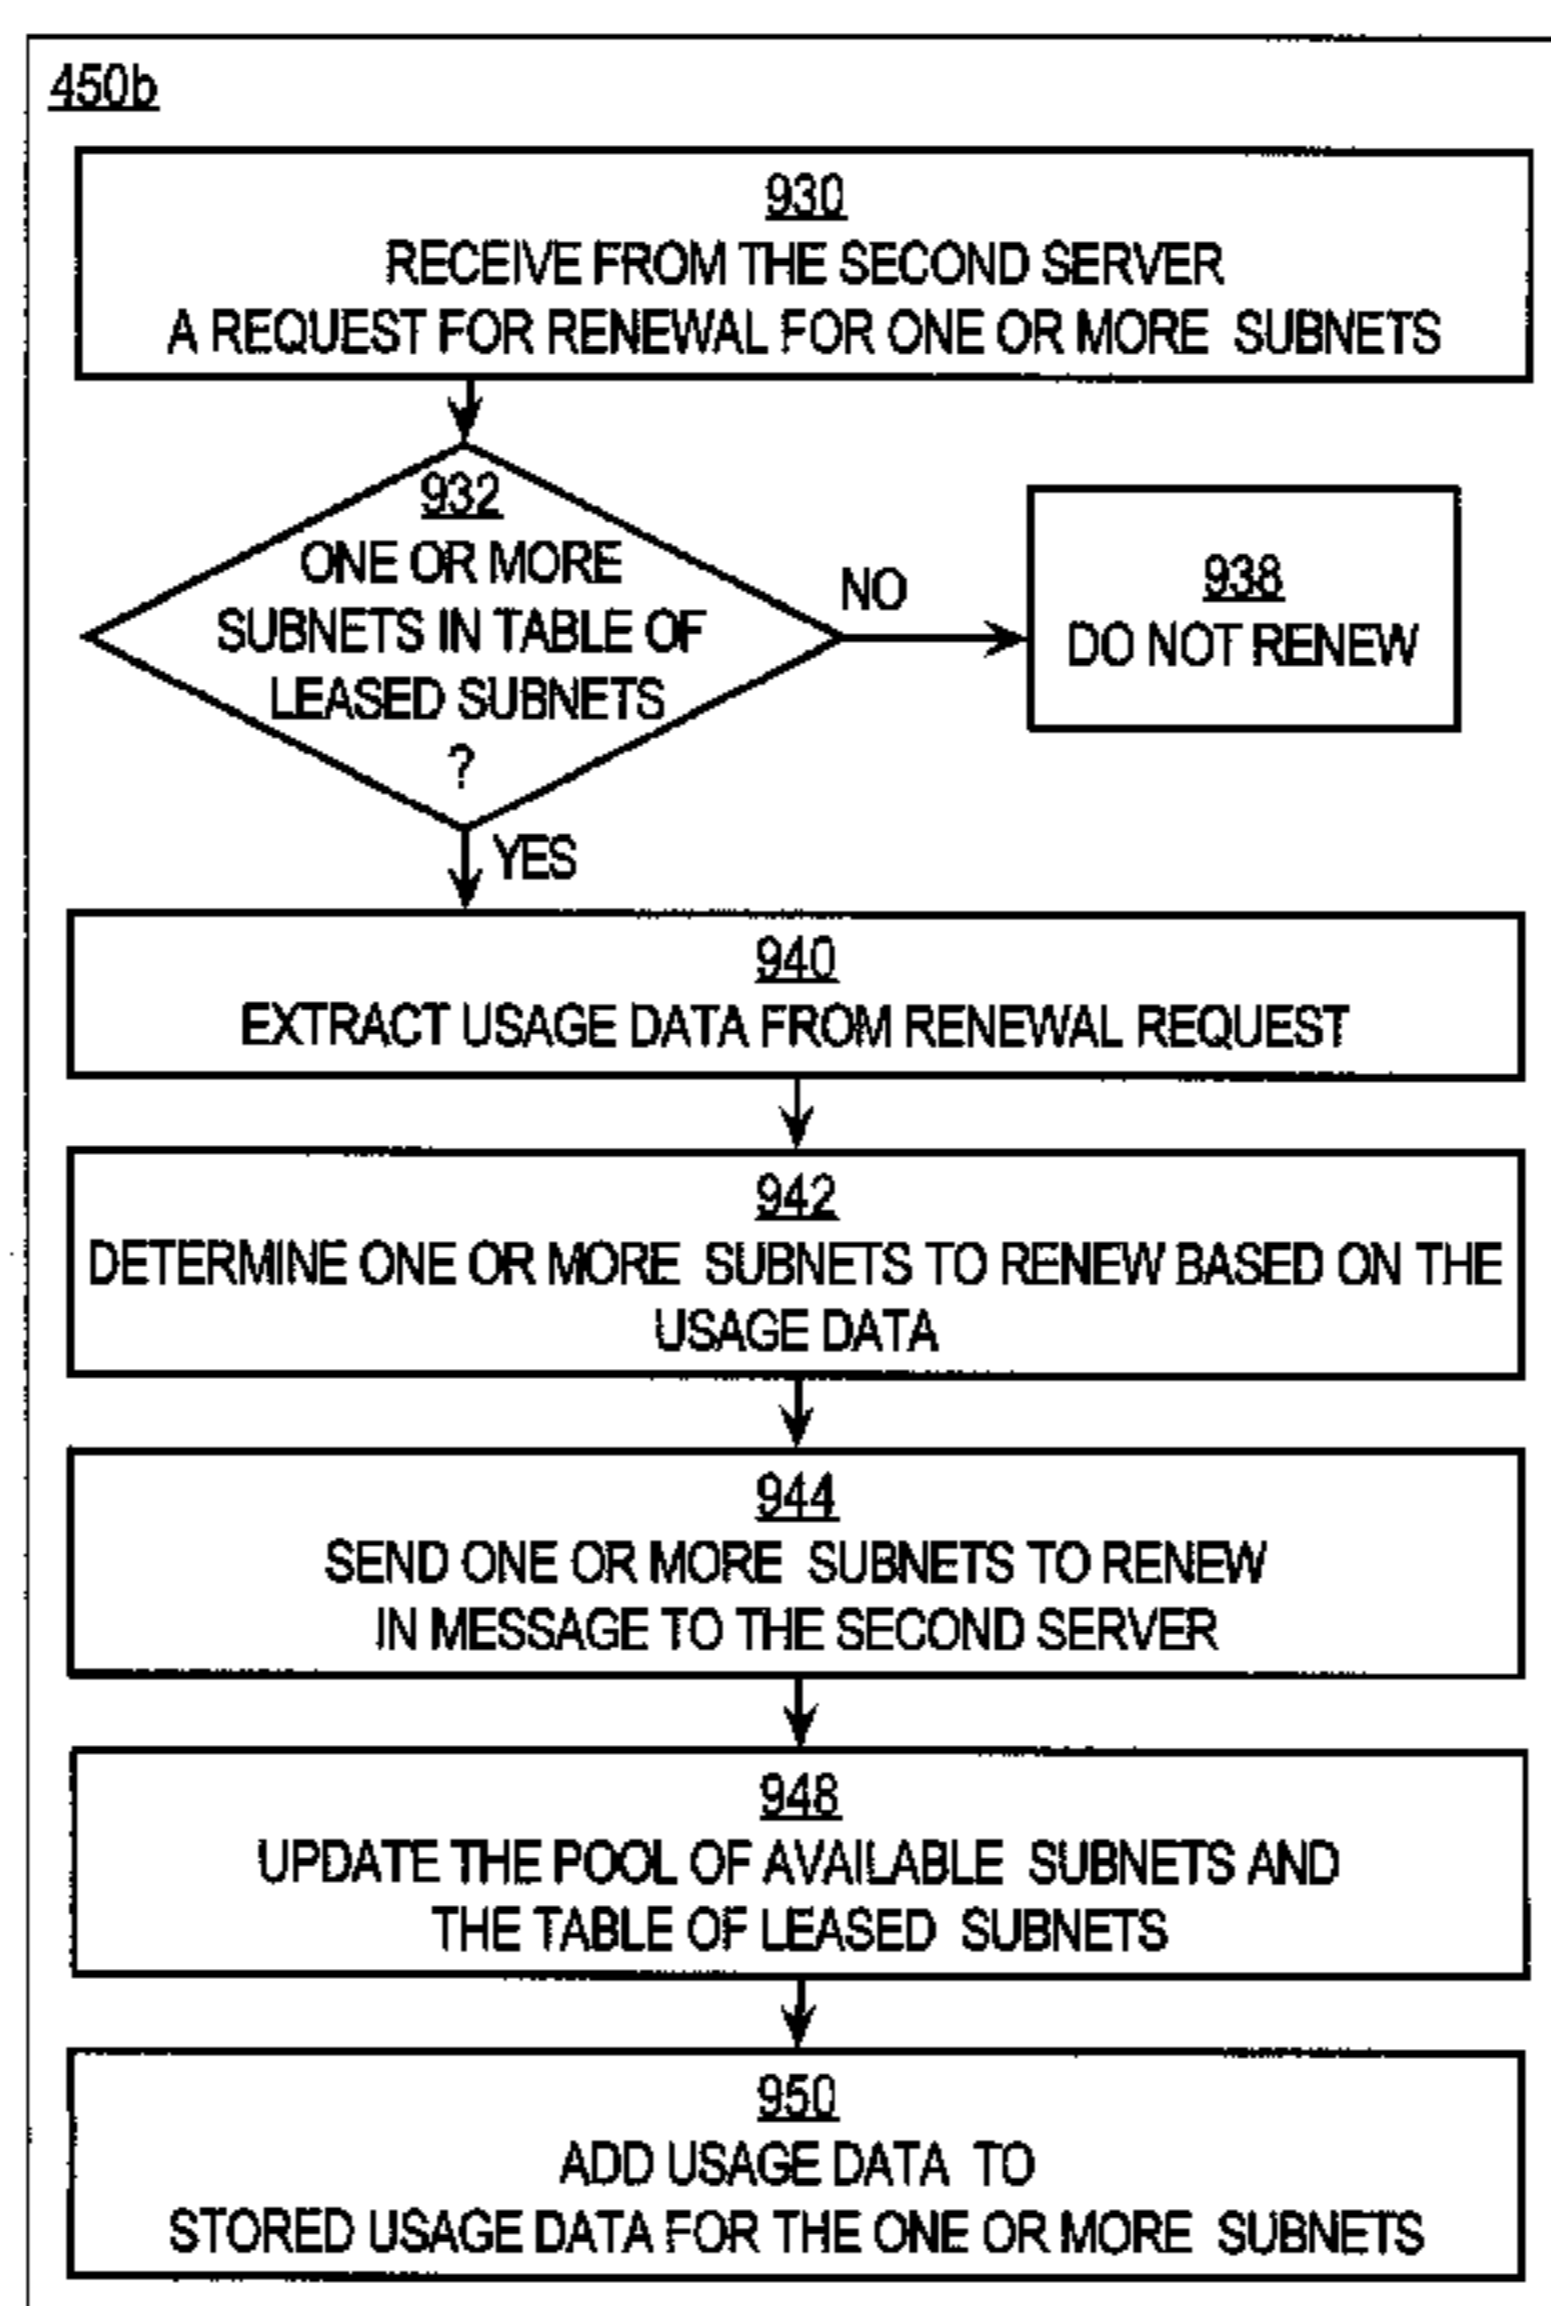 450b
930
RECEIVE FROM THE SECOND SERVER
A REQUEST FOR RENEWAL FOR ONE OR MORE SUBNETS
932
ONE OR MORE
SUBNETS IN TABLE OF
LEASED SUBNETS
?
NO
938
DO NOT RENEW
YES
940
EXTRACT USAGE DATA FROM RENEWAL REQUEST
942
DETERMINE ONE OR MORE SUBNETS TO RENEW BASED ON THE
USAGE DATA
944
SEND ONE OR MORE SUBNETS TO RENEW
IN MESSAGE TO THE SECOND SERVER
948
UPDATE THE POOL OF AVAILABLE SUBNETS AND
THE TABLE OF LEASED SUBNETS
950
ADD USAGE DATA TO
STORED USAGE DATA FOR THE ONE OR MORE SUBNETS